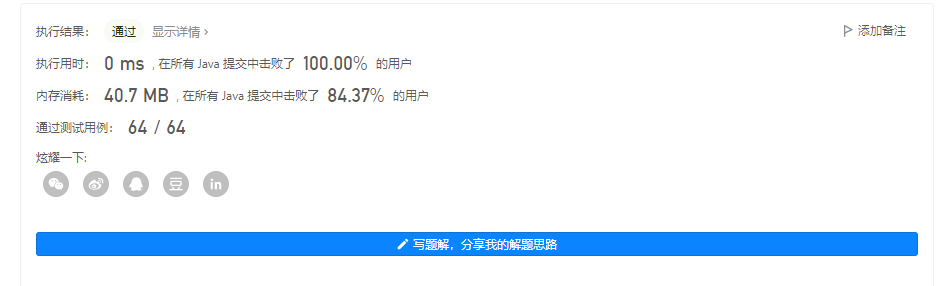 执行结果： 通过 显示详情 › 添加备注
执行用时： 0 ms , 在所有 Java 提交中击败了 100.00% 的用户
内存消耗： 40.7 MB , 在所有 Java 提交中击败了 84.37% 的用户
通过测试用例： 64 / 64
炫耀一下:
豆 in
写题解，分享我的解题思路